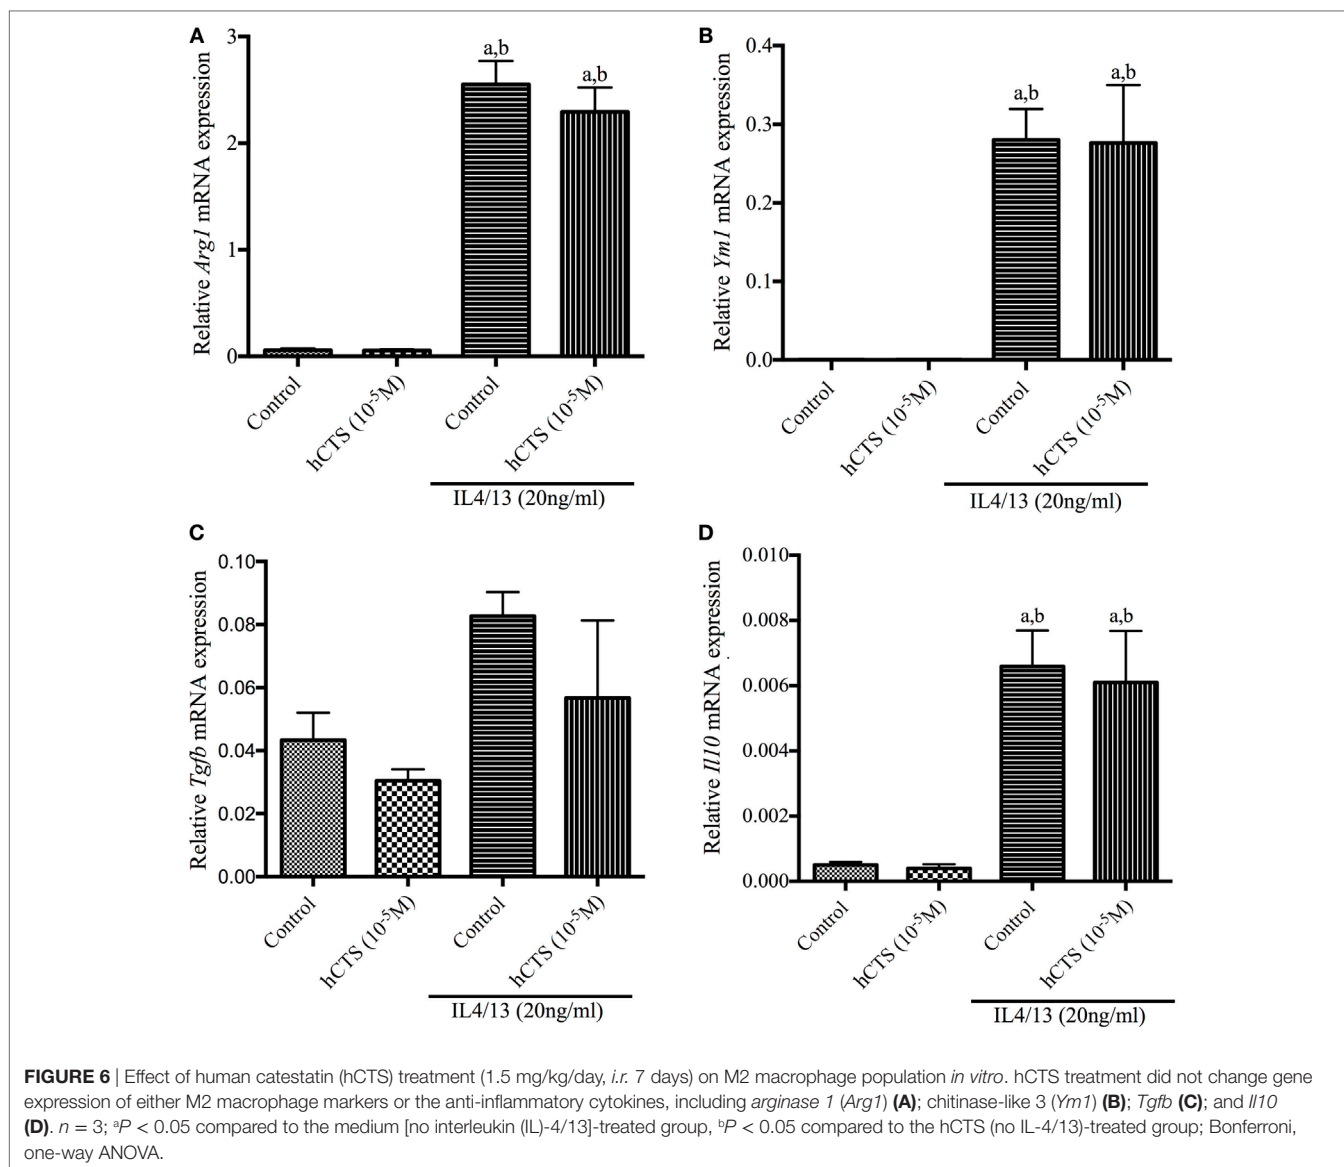 A
Relative Arg1 mRNA expression
3
2
1
0
a,b
a,b
Control
hCTS (10⁻⁵M)
Control
hCTS (10⁻⁵M)
IL4/13 (20ng/ml)
B
Relative Ym1 mRNA expression
0.4
0.3
0.2
0.1
0.0
a,b
a,b
Control
hCTS (10⁻⁵M)
Control
hCTS (10⁻⁵M)
IL4/13 (20ng/ml)
C
Relative Tgfb mRNA expression
0.10
0.08
0.06
0.04
0.02
0.00
Control
hCTS (10⁻⁵M)
Control
hCTS (10⁻⁵M)
IL4/13 (20ng/ml)
D
Relative Il10 mRNA expression
0.010
0.008
0.006
0.004
0.002
0.000
a,b
a,b
Control
hCTS (10⁻⁵M)
Control
hCTS (10⁻⁵M)
IL4/13 (20ng/ml)
FIGURE 6 | Effect of human catestatin (hCTS) treatment (1.5 mg/kg/day, i.r. 7 days) on M2 macrophage population in vitro. hCTS treatment did not change gene
expression of either M2 macrophage markers or the anti-inflammatory cytokines, including arginase 1 (Arg1) (A); chitinase-like 3 (Ym1) (B); Tgfb (C); and Il10
(D). n = 3; ᵃP < 0.05 compared to the medium [no interleukin (IL)-4/13]-treated group, ᵇP < 0.05 compared to the hCTS (no IL-4/13)-treated group; Bonferroni,
one-way ANOVA.